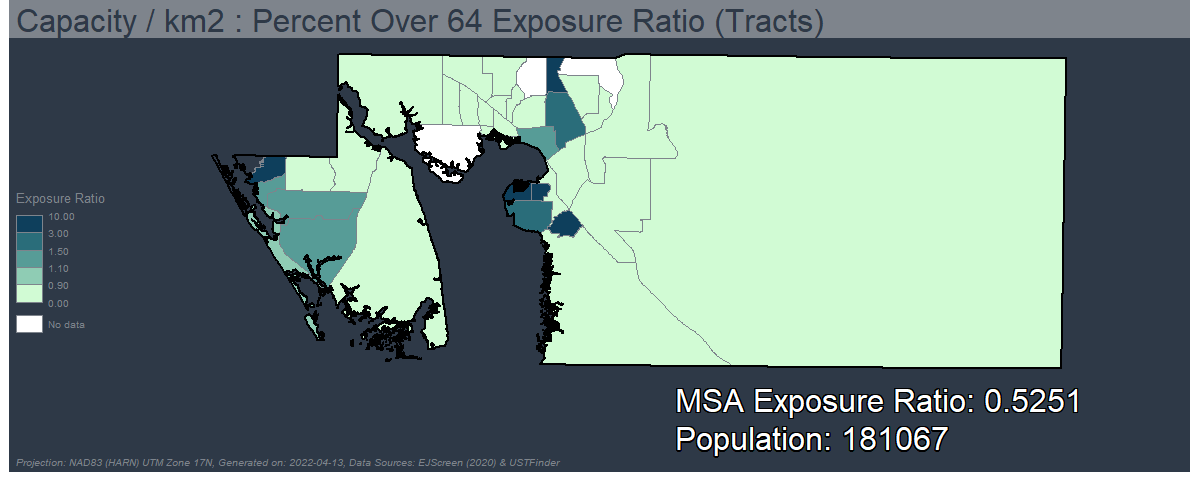 Capacity / km2 : Percent Over 64 Exposure Ratio (Tracts)
Exposure Ratio
10.00
3.00
1.50
1.10
0.90
0.00
No data
MSA Exposure Ratio: 0.5251
Population: 181067
Projection: NAD83 (HARN) UTM Zone 17N, Generated on: 2022-04-13, Data Sources: EJScreen (2020) & USTFinder